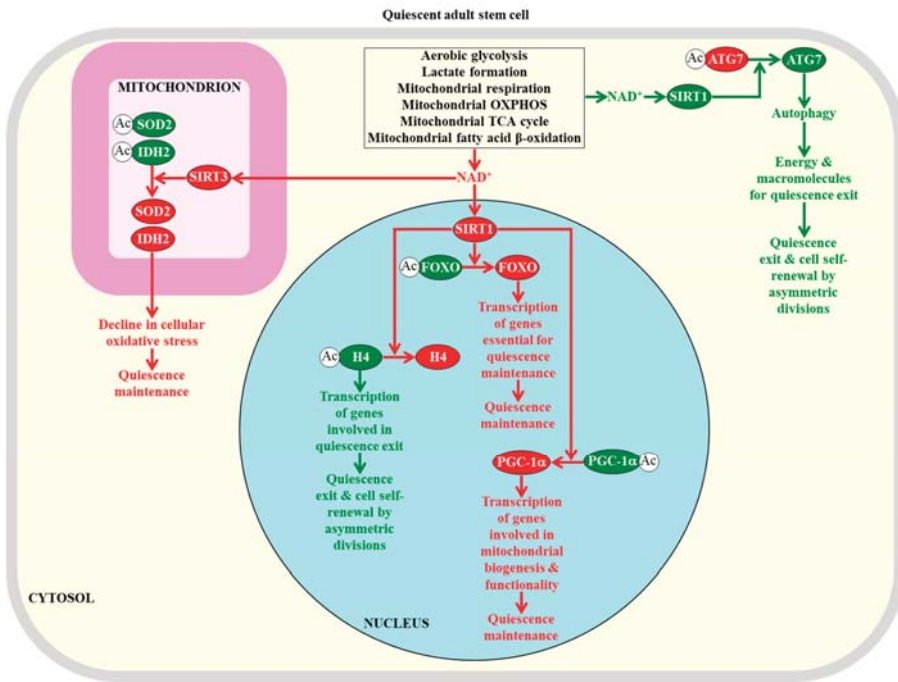 Quiescent adult stem cell
Aerobic glycolysis
Lactate formation
Mitochondrial respiration
Mitochondrial OXPHOS
Mitochondrial TCA cycle
Mitochondrial fatty acid β-oxidation
NAD⁺
SIRT1
Ac
ATG7
ATG7
Autophagy
Energy &
macromolecules
for quiescence exit
Quiescence
exit & cell self-
renewal by
asymmetric
divisions
MITOCHONDRION
Ac
SOD2
Ac
IDH2
SIRT3
NAD⁺
SOD2
IDH2
Decline in cellular
oxidative stress
Quiescence
maintenance
SIRT1
Ac
FOXO
FOXO
Transcription
of genes
essential for
quiescence
maintenance
Quiescence
maintenance
Ac
H4
H4
Transcription
of genes
involved in
quiescence exit
Quiescence
exit & cell self-
renewal by
asymmetric
divisions
PGC-1α
PGC-1α
Ac
Transcription
of genes
involved in
mitochondrial
biogenesis &
functionality
Quiescence
maintenance
CYTOSOL
NUCLEUS